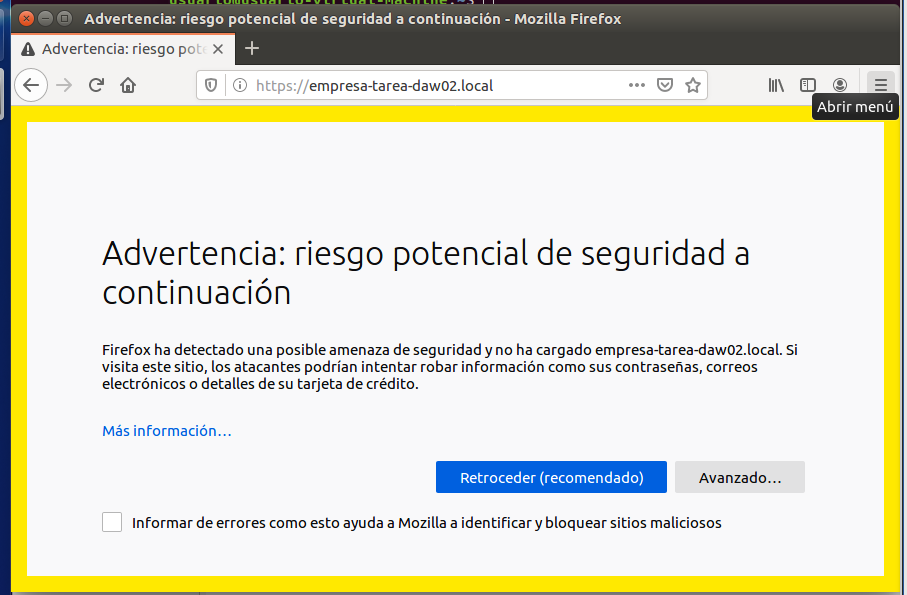 Advertencia: riesgo potencial de seguridad a continuación - Mozilla Firefox
Advertencia: riesgo pote
https://empresa-tarea-daw02.local
Abrir menú
Advertencia: riesgo potencial de seguridad a
continuación
Firefox ha detectado una posible amenaza de seguridad y no ha cargado empresa-tarea-daw02.local. Si
visita este sitio, los atacantes podrían intentar robar información como sus contraseñas, correos
electrónicos o detalles de su tarjeta de crédito.
Más información…
Retroceder (recomendado)
Avanzado…
Informar de errores como esto ayuda a Mozilla a identificar y bloquear sitios maliciosos